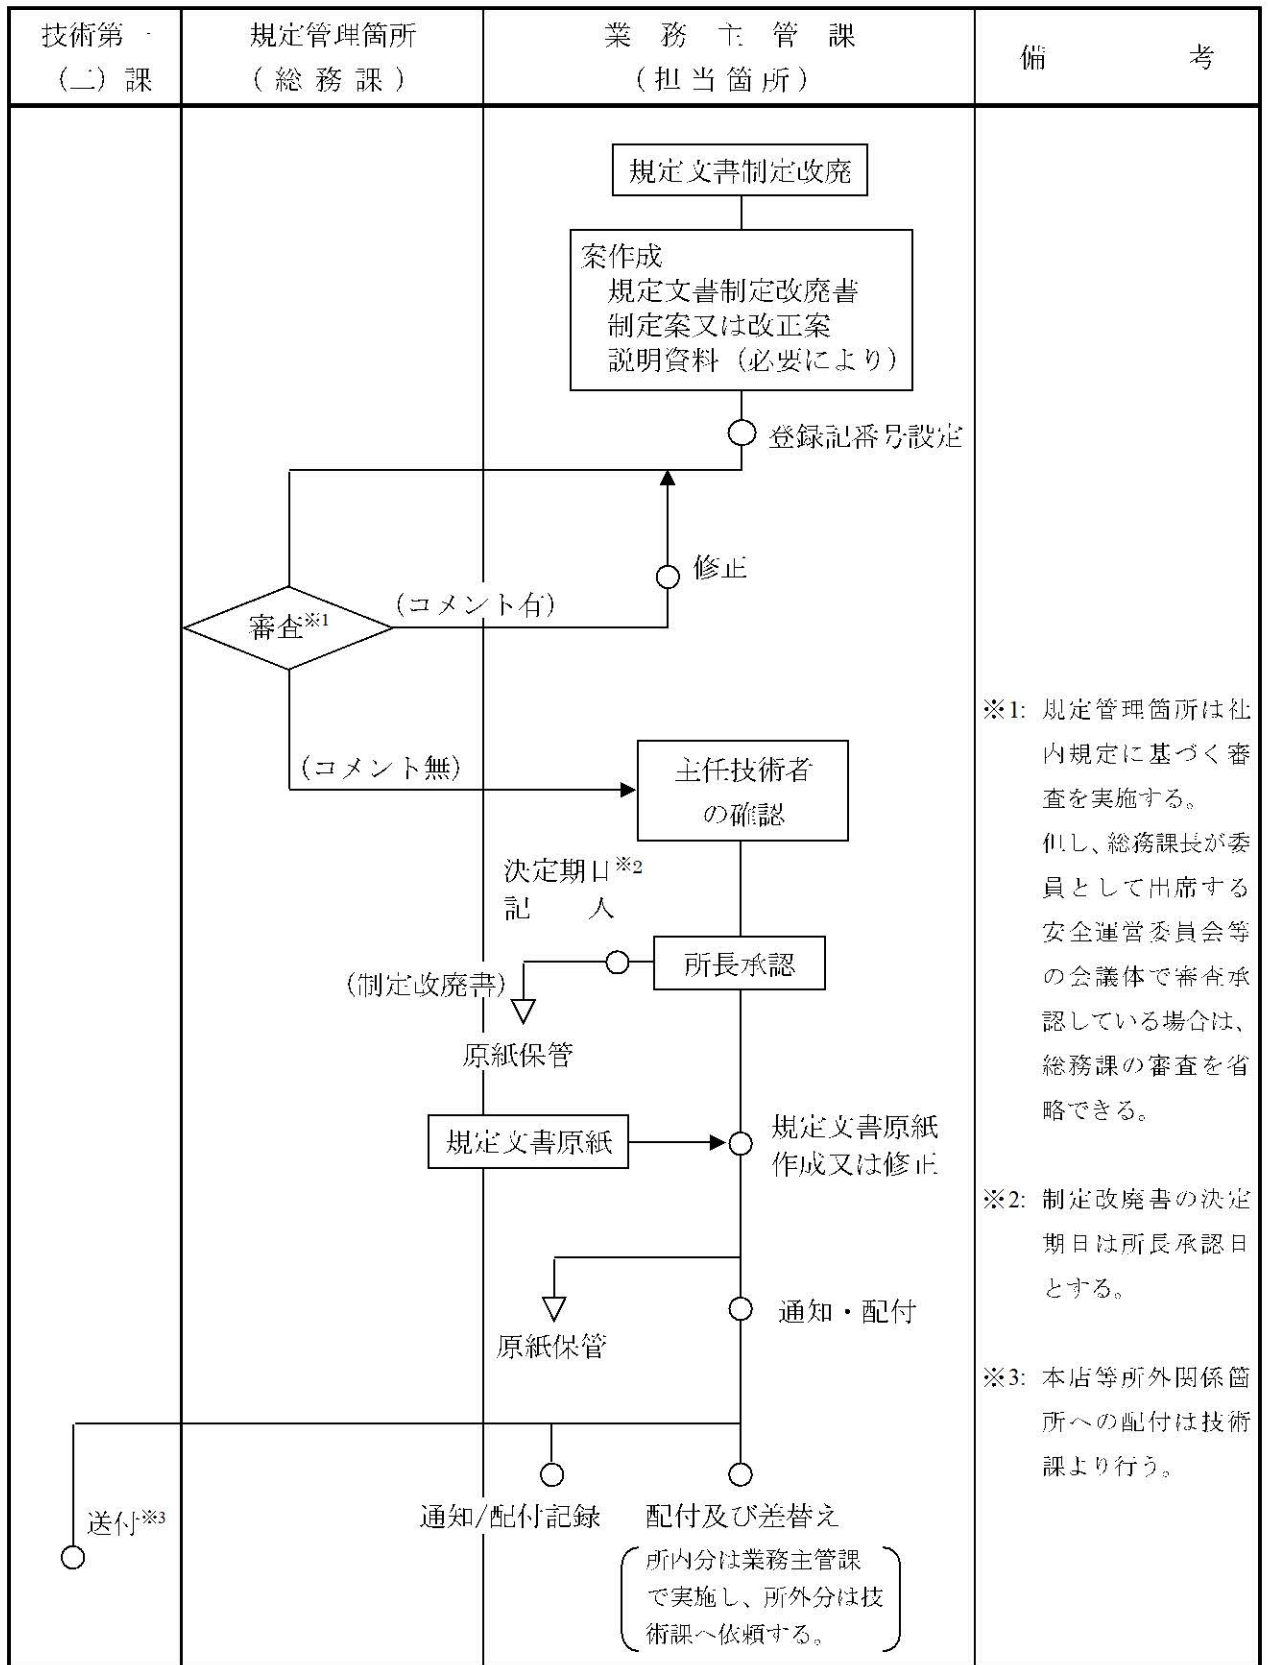 技術第一
(二)課
規定管理箇所
(総務課)
業務主管課
(担当箇所)
備考
規定文書制定改廃
案作成
規定文書制定改廃書
制定案又は改正案
説明資料(必要により)
登録記番号設定
修正
(コメント有)
審査※1
(コメント無)
主任技術者
の確認
決定期日※2
記入
所長承認
(制定改廃書)
原紙保管
規定文書原紙
規定文書原紙
作成又は修正
原紙保管
通知・配付
送付※3
通知/配付記録
配付及び差替え
所内分は業務主管課
で実施し、所外分は技
術課へ依頼する。
※1: 規定管理箇所は社
内規定に基づく審
査を実施する。
但し、総務課長が委
員として出席する
安全運営委員会等
の会議体で審査承
認している場合は、
総務課の審査を省
略できる。
※2: 制定改廃書の決定
期日は所長承認日
とする。
※3: 本店等所外関係箇
所への配付は技術
課より行う。